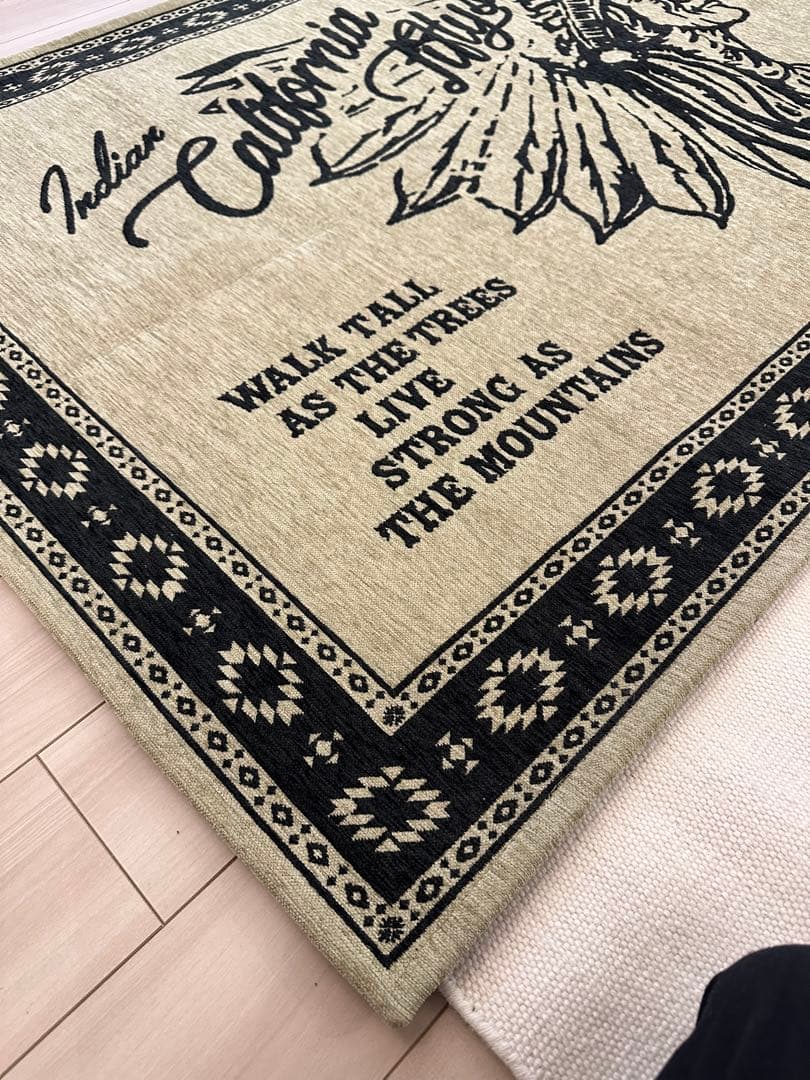 Indian
California
WALK TALL
AS THE TREES
LIVE
STRONG AS
THE MOUNTAINS